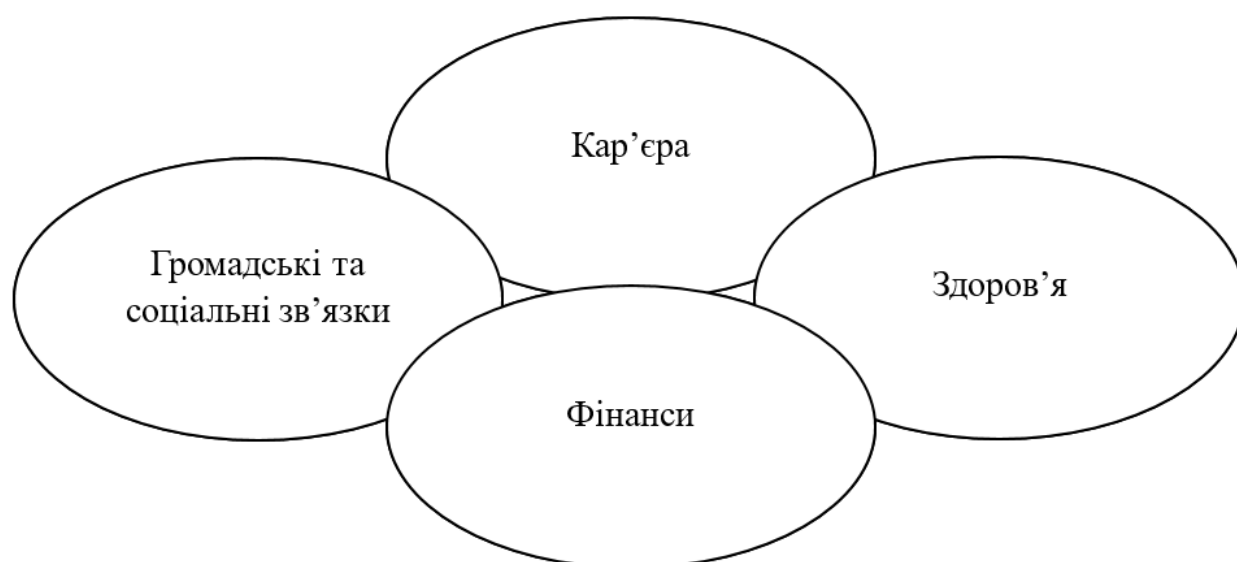 Кар’єра
Громадські та
соціальні зв’язки
Здоров’я
Фінанси